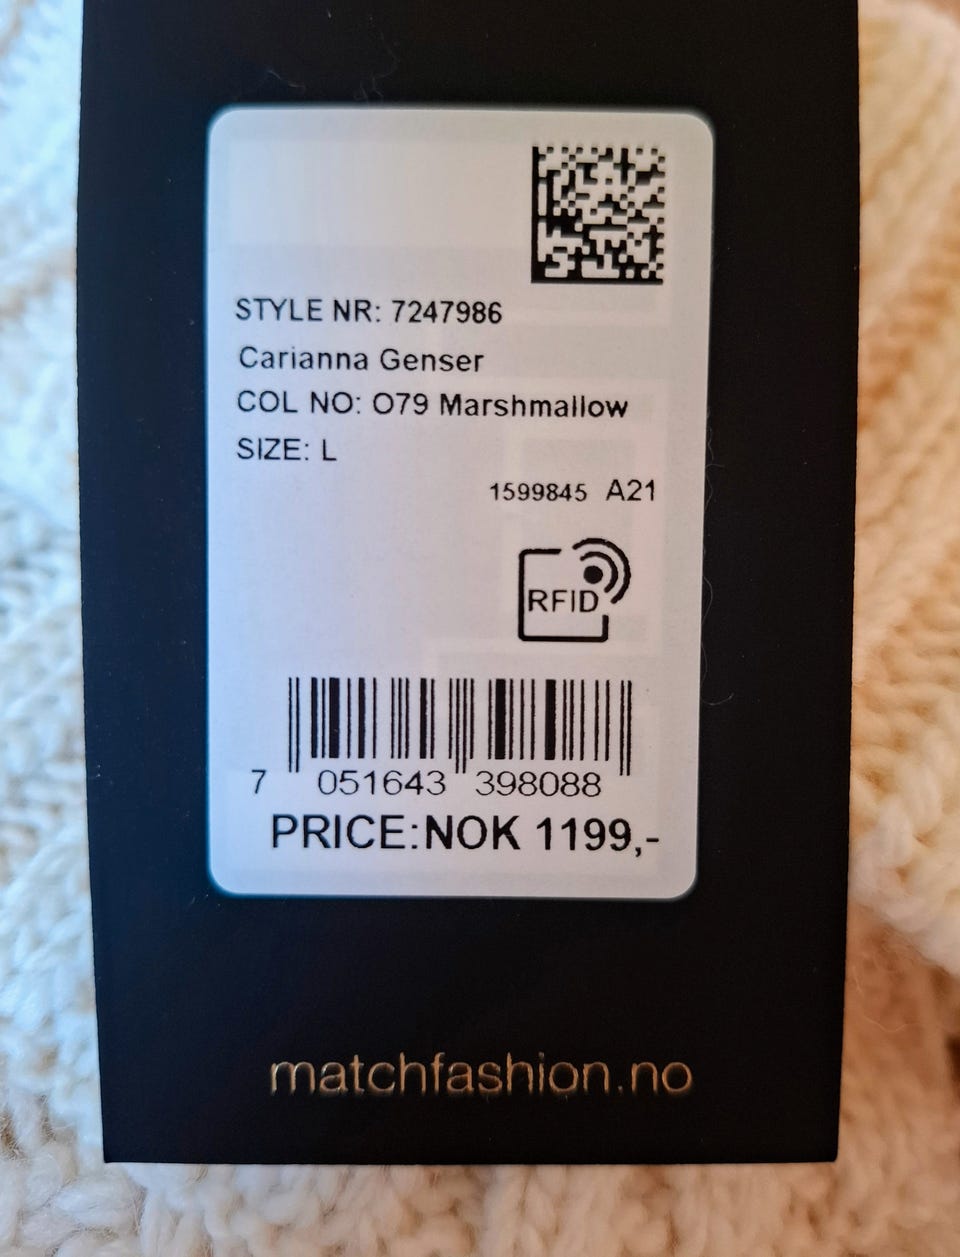 STYLE NR: 7247986
Carianna Genser
COL NO: O79 Marshmallow
SIZE: L
1599845 A21
RFID
7 051643 398088
PRICE:NOK 1199,-
matchfashion.no